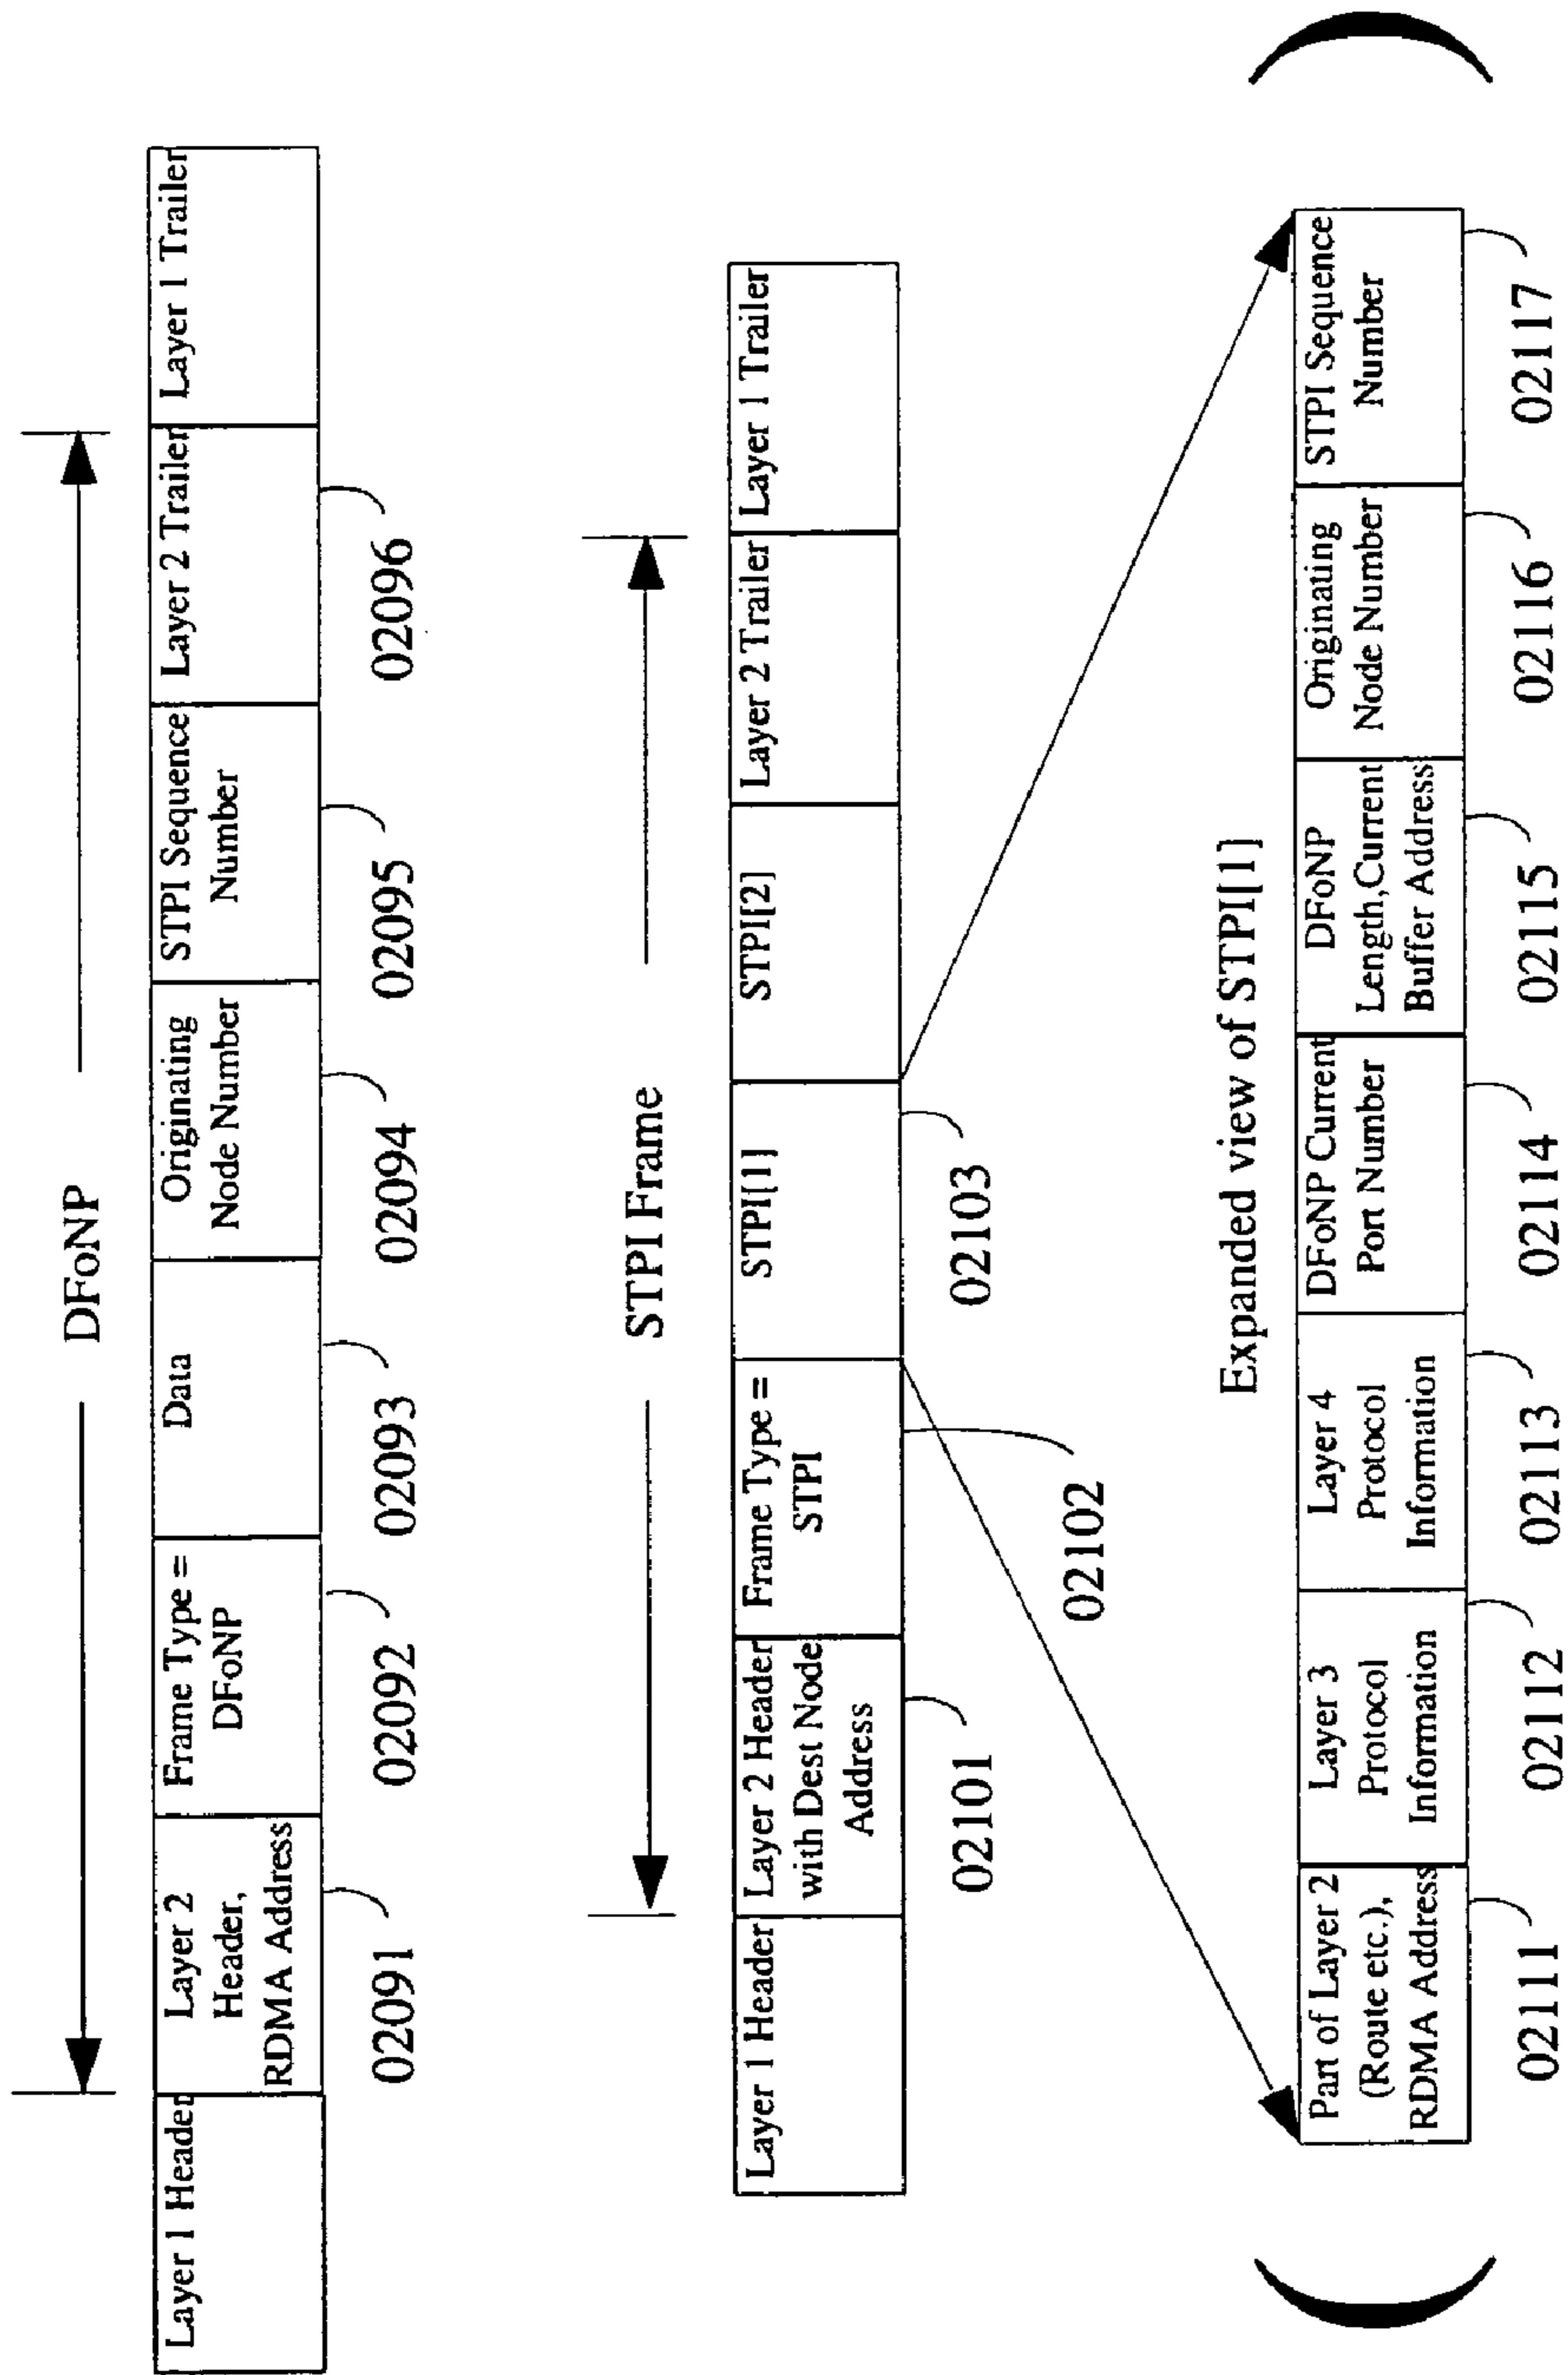 DFoNP
Layer 1 Header
Layer 2
Header,
RDMA Address
Frame Type =
DFoNP
Data
Originating
Node Number
STPI Sequence
Number
Layer 2 Trailer
Layer 1 Trailer
02091
02092
02093
02094
02095
02096
STPI Frame
Layer 1 Header
Layer 2 Header
with Dest Node
Address
Frame Type =
STPI
STPI[1]
STPI[2]
Layer 2 Trailer
Layer 1 Trailer
02101
02102
02103
Expanded view of STPI[1]
Part of Layer 2
(Route etc.),
RDMA Address
Layer 3
Protocol
Information
Layer 4
Protocol
Information
DFoNP Current
Port Number
DFoNP
Length,Current
Buffer Address
Originating
Node Number
STPI Sequence
Number
02111
02112
02113
02114
02115
02116
02117